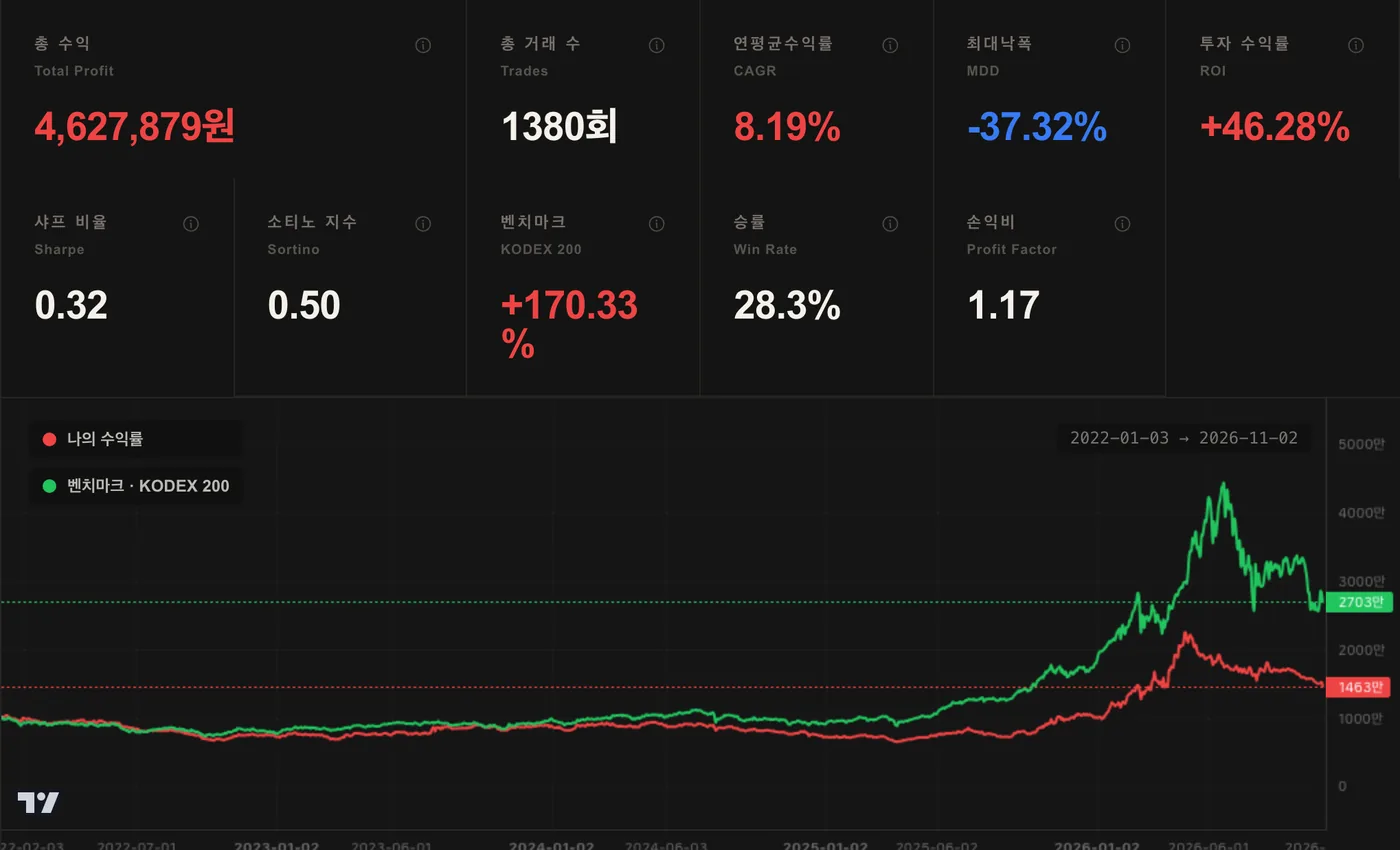 총 수익
Total Profit
4,627,879원
총 거래 수
Trades
1380회
연평균수익률
CAGR
8.19%
최대낙폭
MDD
-37.32%
투자 수익률
ROI
+46.28%
샤프 비율
Sharpe
0.32
소티노 지수
Sortino
0.50
벤치마크
KODEX 200
+170.33
%
승률
Win Rate
28.3%
손익비
Profit Factor
1.17
나의 수익률
벤치마크 · KODEX 200
2022-01-03 → 2026-11-02
5000만
4000만
3000만
2703만
2000만
1463만
1000만
0
22-02-03 2022-07-01 2023-01-02 2023-06-01 2024-01-02 2024-06-03 2025-01-02 2025-06-02 2026-01-02 2026-06-01 2026-